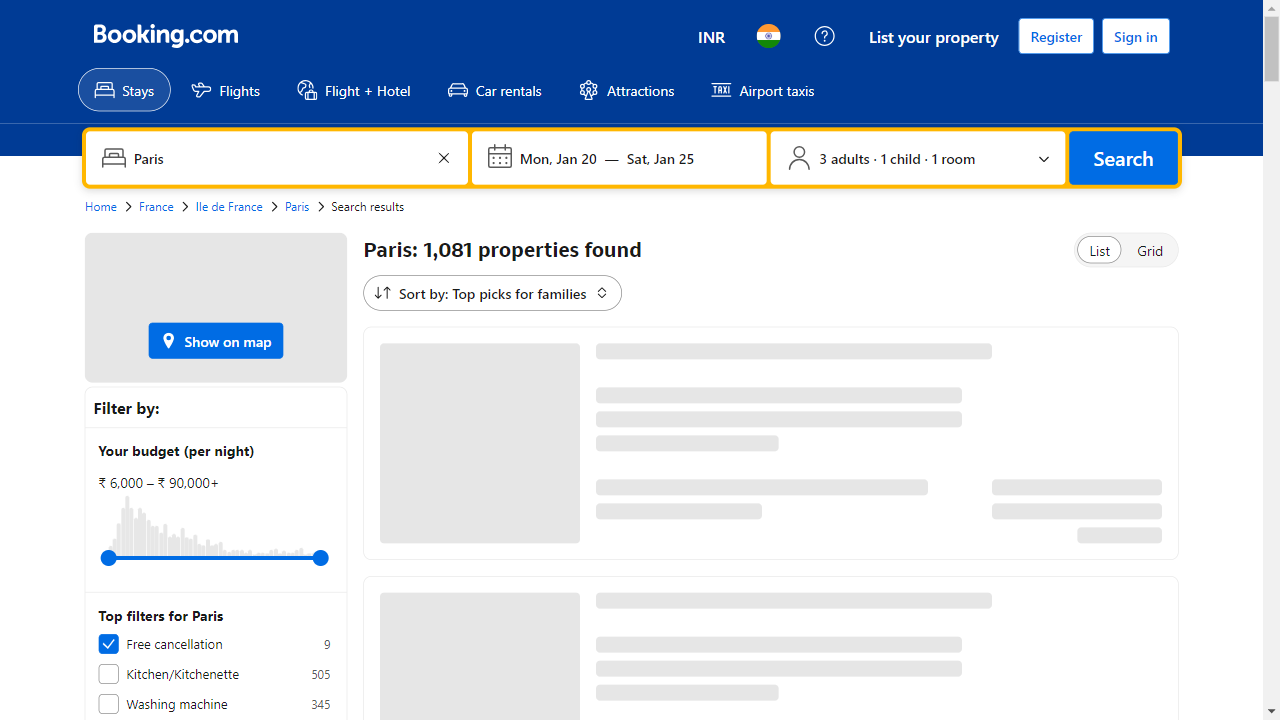 Booking.com
INR
List your property
Register
Sign in
Stays
Flights
Flight + Hotel
Car rentals
Attractions
TAXI
Airport taxis
Paris
Mon, Jan 20 — Sat, Jan 25
3 adults · 1 child · 1 room
Search
Home
France
Ile de France
Paris
Search results
Show on map
Paris: 1,081 properties found
List
Grid
Sort by: Top picks for families
Filter by:
Your budget (per night)
₹ 6,000 – ₹ 90,000+
Top filters for Paris
Free cancellation 9
Kitchen/Kitchenette 505
Washing machine 345